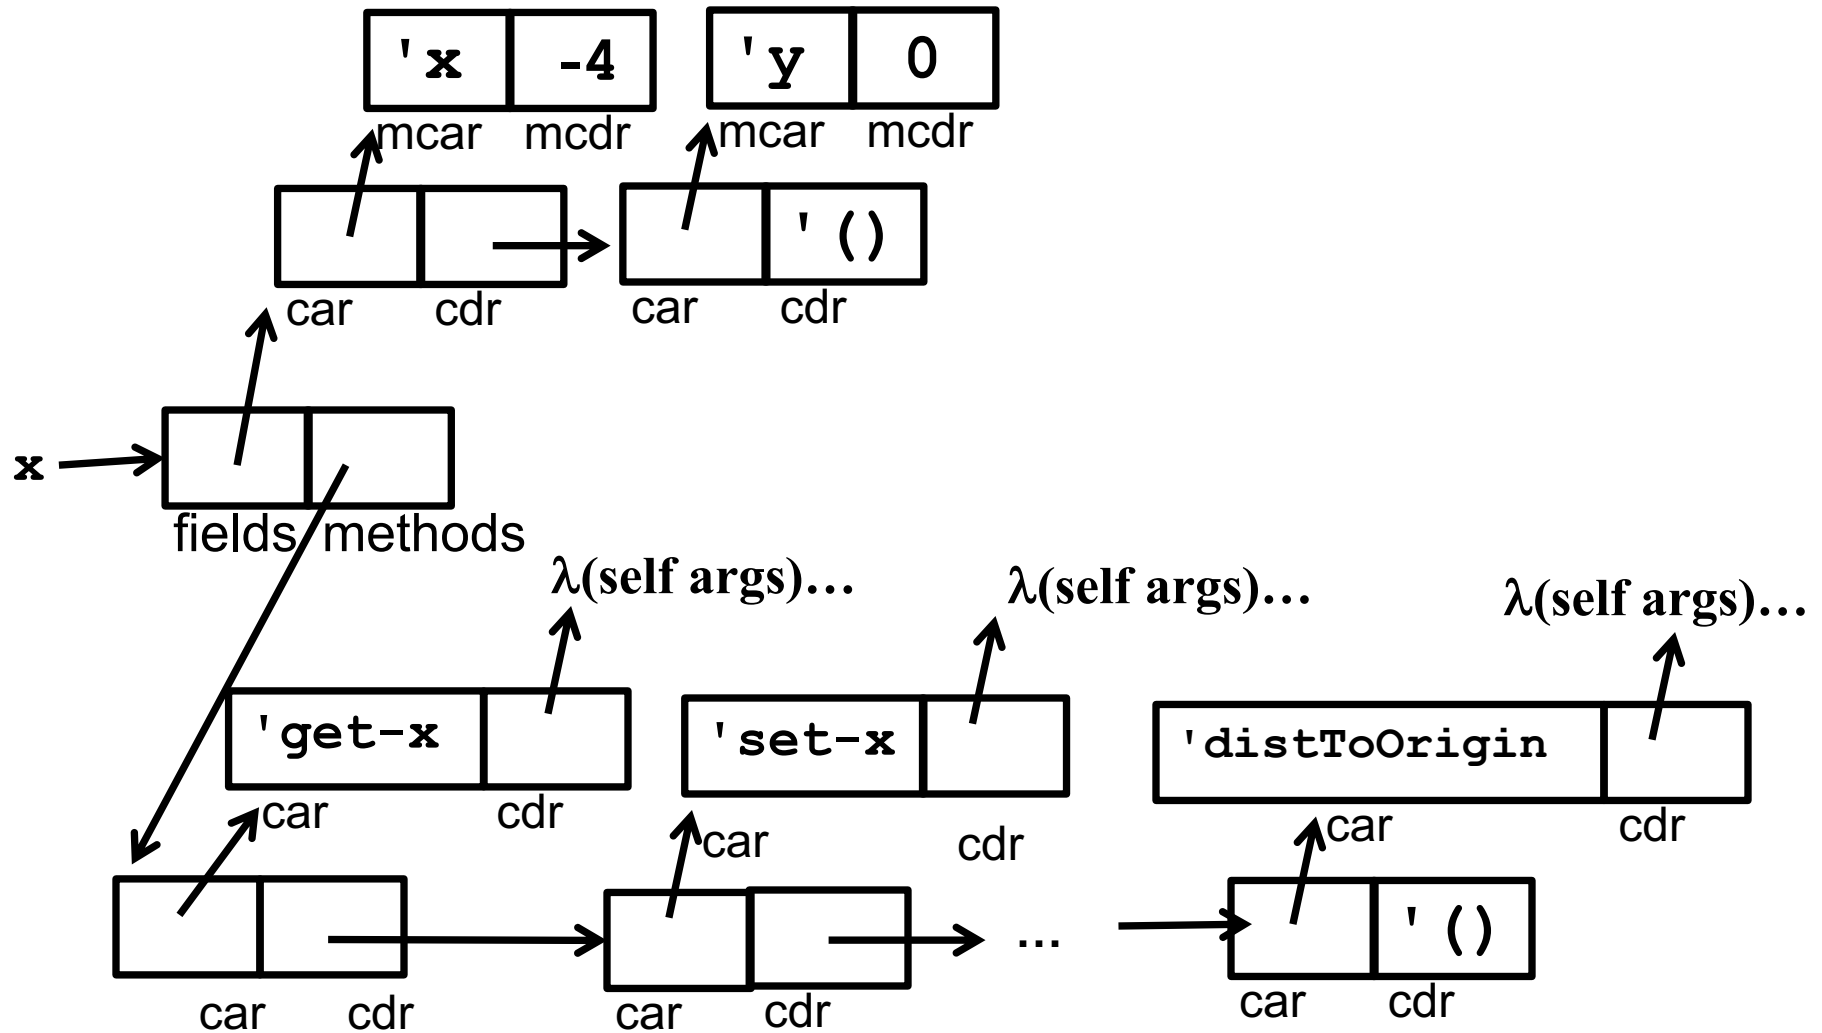 'x -4 'y 0
mcar mcdr mcar mcdr
'()
car cdr car cdr
x
fields methods
λ(self args)… λ(self args)… λ(self args)…
'get-x 'set-x 'distToOrigin
car cdr car cdr car cdr
… '()
car cdr car cdr car cdr